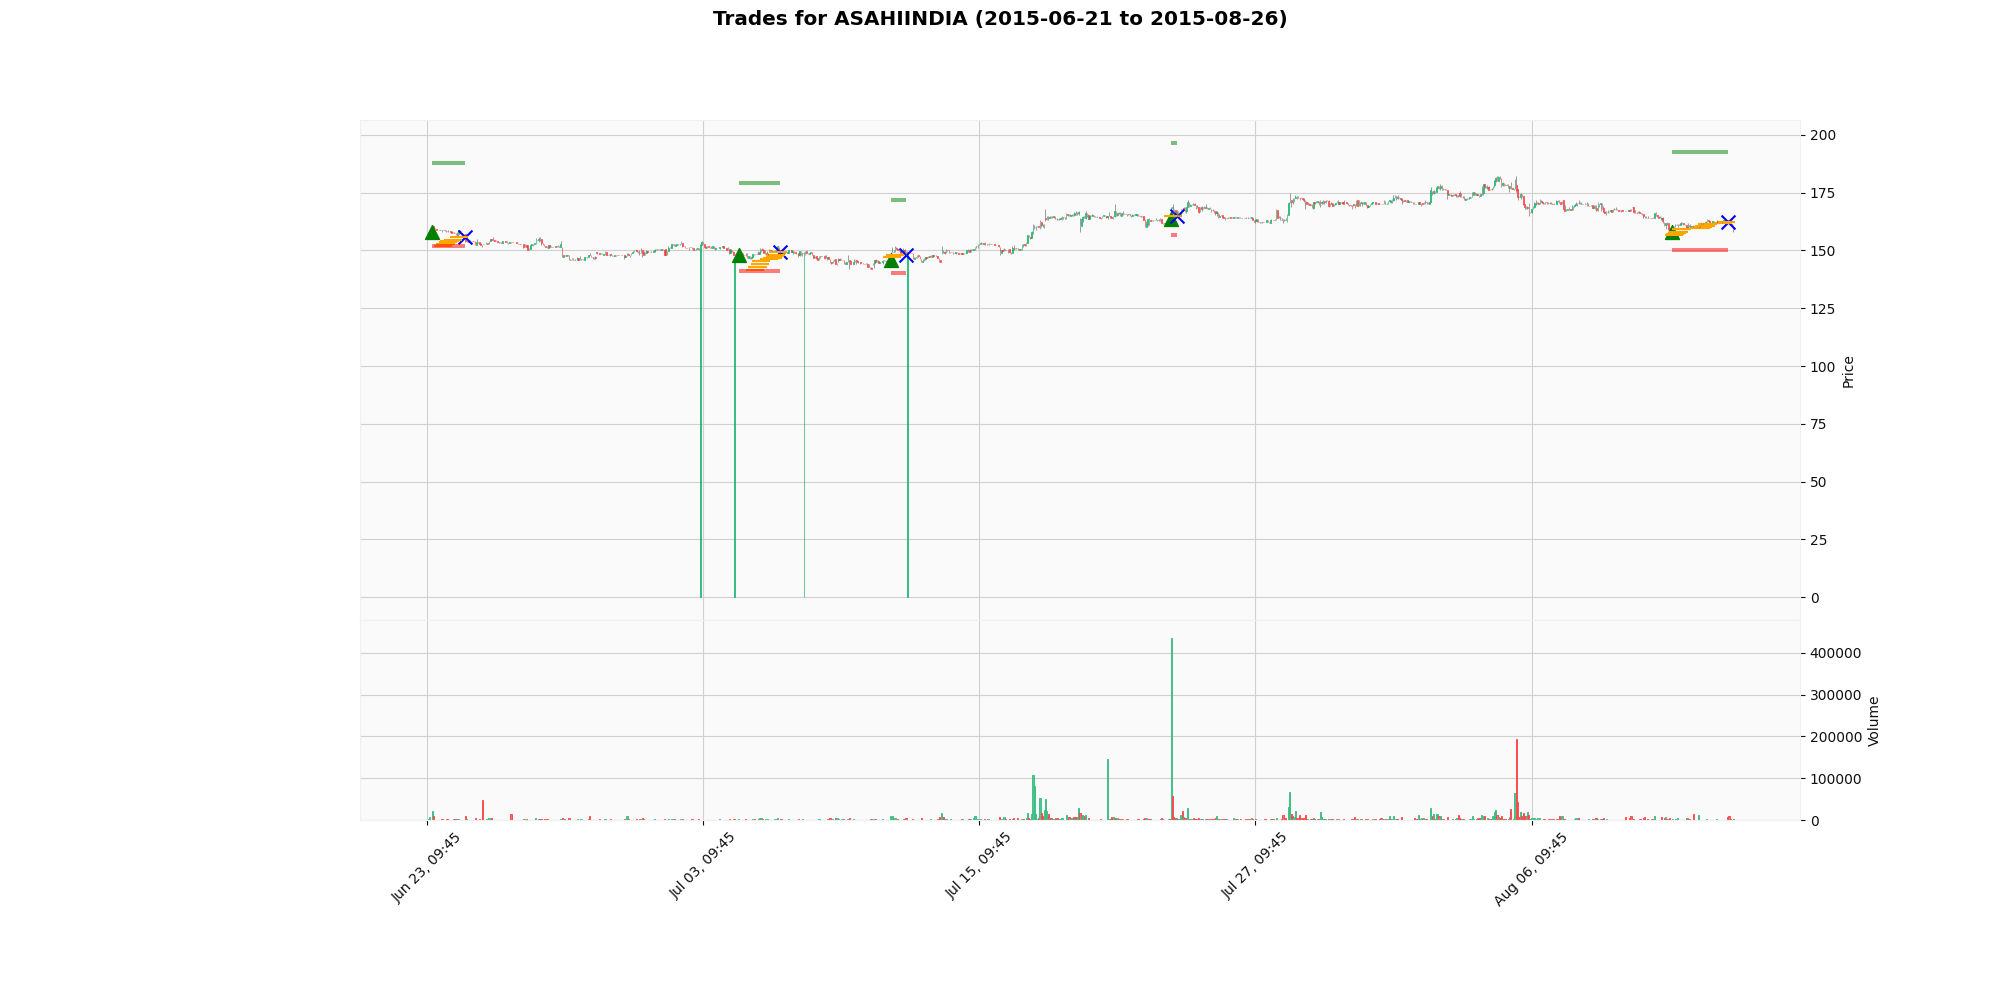 Trades for ASAHIINDIA (2015-06-21 to 2015-08-26)
200
175
150
125
100
75
50
25
0
Price
400000
300000
200000
100000
0
Volume
Jun 23, 09:45
Jul 03, 09:45
Jul 15, 09:45
Jul 27, 09:45
Aug 06, 09:45